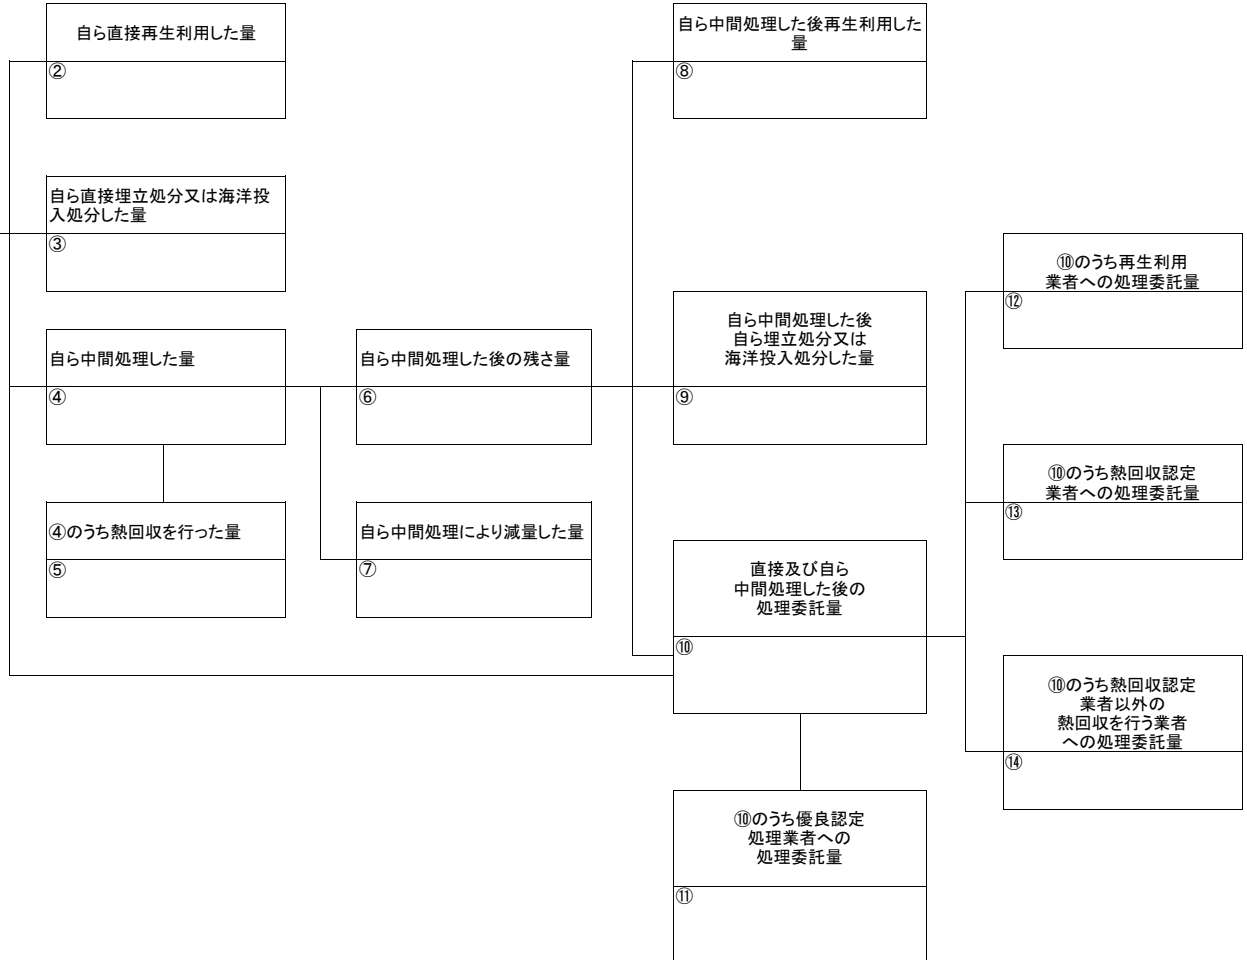 自ら直接再生利用した量
②
自ら直接埋立処分又は海洋投
入処分した量
③
自ら中間処理した量
④
④のうち熱回収を行った量
⑤
自ら中間処理した後の残さ量
⑥
自ら中間処理により減量した量
⑦
自ら中間処理した後再生利用した
量
⑧
自ら中間処理した後
自ら埋立処分又は
海洋投入処分した量
⑨
直接及び自ら
中間処理した後の
処理委託量
⑩
⑩のうち優良認定
処理業者への
処理委託量
⑪
⑩のうち再生利用
業者への処理委託量
⑫
⑩のうち熱回収認定
業者への処理委託量
⑬
⑩のうち熱回収認定
業者以外の
熱回収を行う業者
への処理委託量
⑭